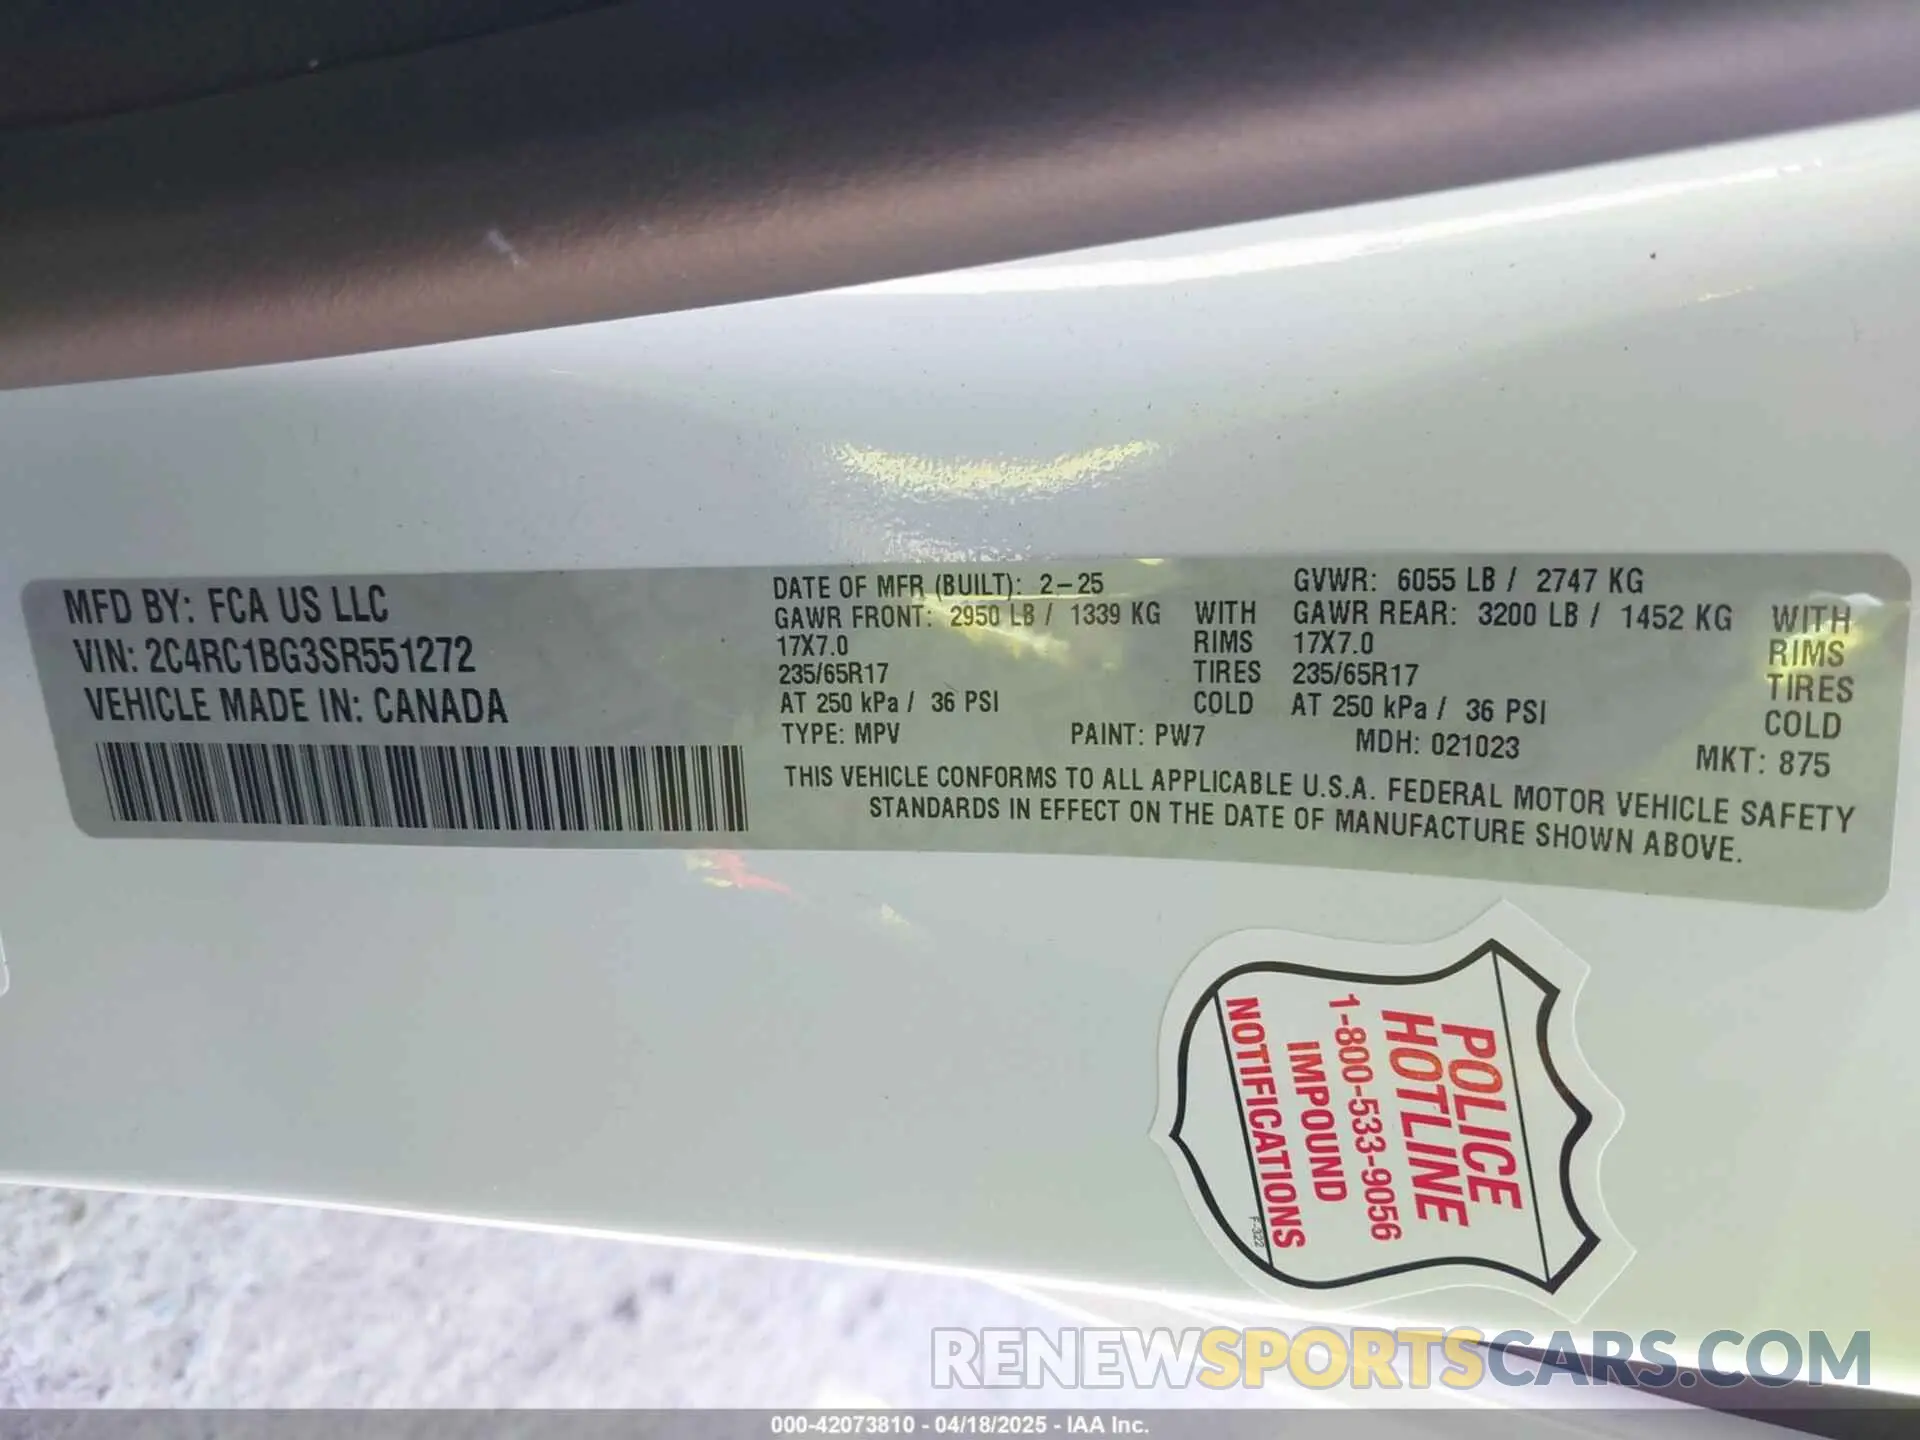 MFD BY: FCA US LLC
VIN: 2C4RC1BG3SR551272
VEHICLE MADE IN: CANADA
DATE OF MFR (BUILT): 2-25 GVWR: 6055 LB / 2747 KG
GAWR FRONT: 2950 LB / 1339 KG WITH GAWR REAR: 3200 LB / 1452 KG WITH
17X7.0 RIMS 17X7.0 RIMS
235/65R17 TIRES 235/65R17 TIRES
AT 250 kPa / 36 PSI COLD AT 250 kPa / 36 PSI COLD
TYPE: MPV PAINT: PW7 MDH: 021023 MKT: 875
THIS VEHICLE CONFORMS TO ALL APPLICABLE U.S.A. FEDERAL MOTOR VEHICLE SAFETY
STANDARDS IN EFFECT ON THE DATE OF MANUFACTURE SHOWN ABOVE.
POLICE
HOTLINE
1-800-533-9056
IMPOUND
NOTIFICATIONS
F-322
RENEWSPORTSCARS.COM
000-42073810 - 04/18/2025 - IAA Inc.